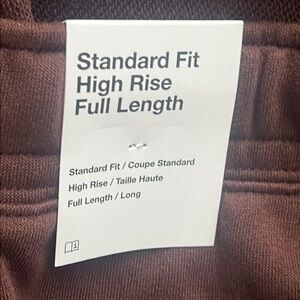 Standard Fit
High Rise
Full Length
Standard Fit / Coupe Standard
High Rise / Taille Haute
Full Length / Long